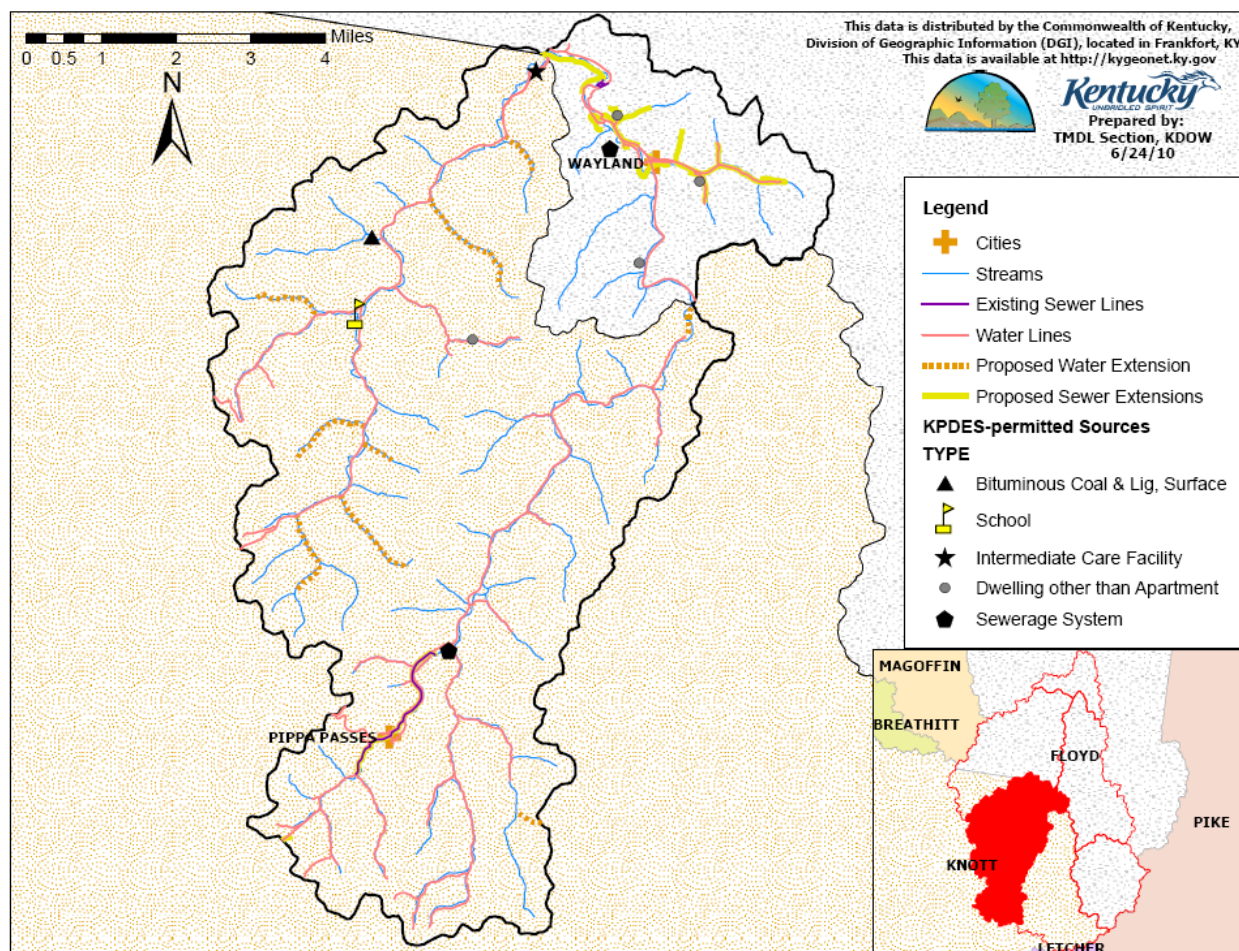 This data is distributed by the Commonwealth of Kentucky,
Division of Geographic Information (DGI), located in Frankfort, KY
This data is available at http://kygeonet.ky.gov
Miles
0 0.5 1 2 3 4
N
Kentucky
UNBRIDLED SPIRIT
Prepared by:
TMDL Section, KDOW
6/24/10
WAYLAND
PIPPA PASSES
Legend
Cities
Streams
Existing Sewer Lines
Water Lines
Proposed Water Extension
Proposed Sewer Extensions
KPDES-permitted Sources
TYPE
Bituminous Coal & Lig, Surface
School
Intermediate Care Facility
Dwelling other than Apartment
Sewerage System
MAGOFFIN
BREATHITT
FLOYD
PIKE
KNOTT
LETCHER